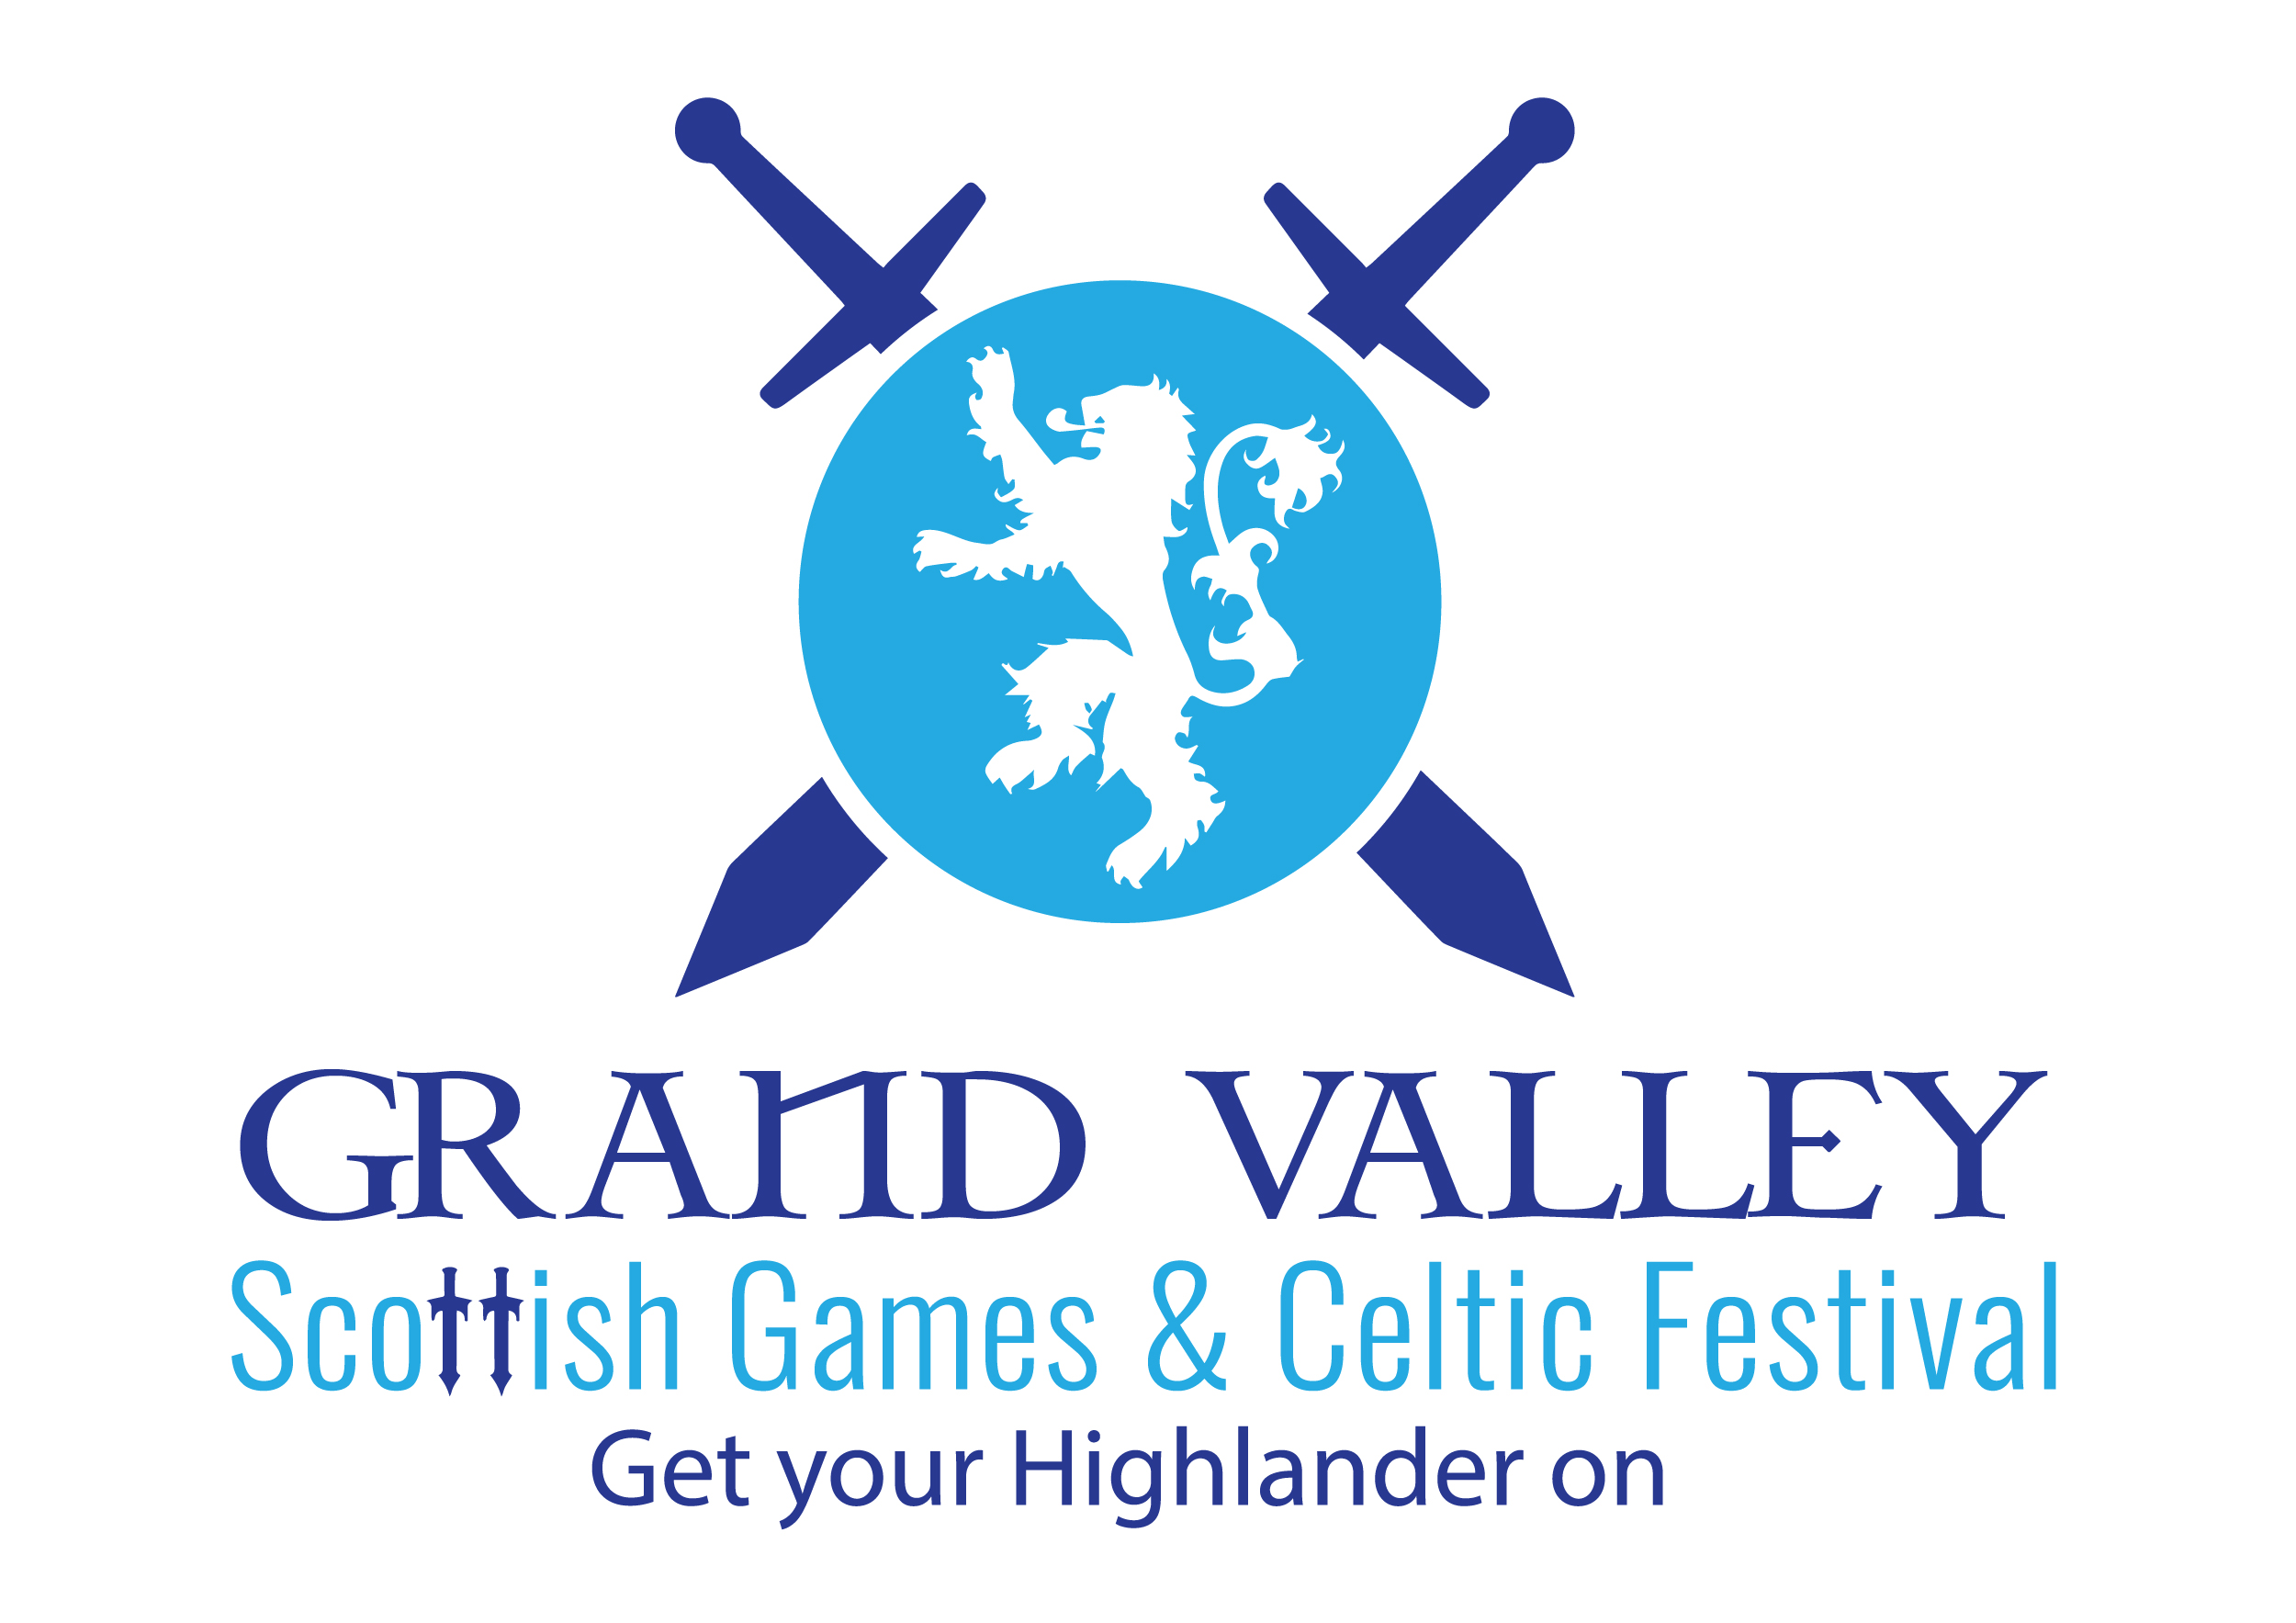 GRAND VALLEY
Scottish Games & Celtic Festival
Get your Highlander on